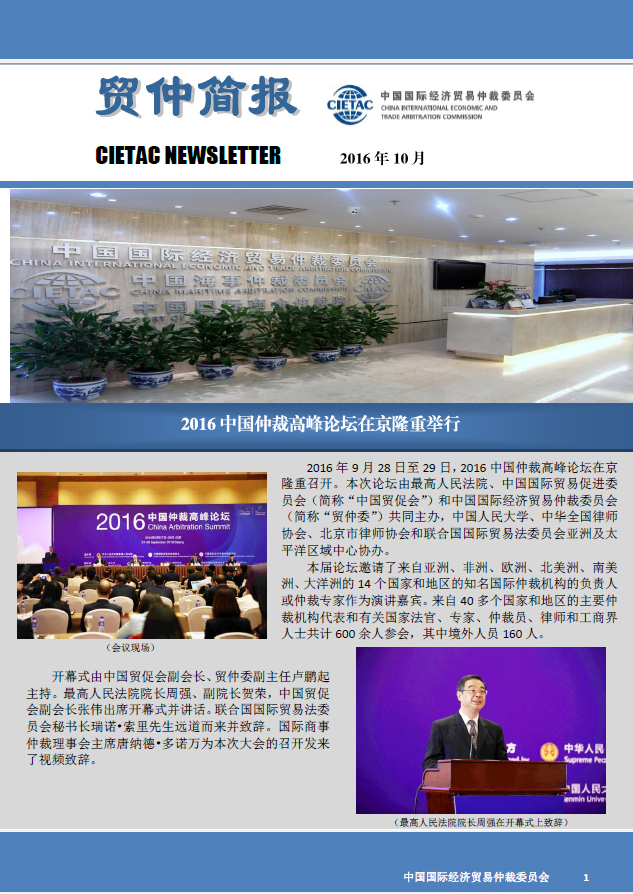 贸仲简报
CIETAC
中国国际经济贸易仲裁委员会
CHINA INTERNATIONAL ECONOMIC AND
TRADE ARBITRATION COMMISSION
CIETAC NEWSLETTER
2016 年 10 月
中国国际经济贸易仲裁委员会
CHINA INTERNATIONAL ECONOMIC AND TRADE ARBITRATION COMMISSION
CIETAC
中国海事仲裁委员会
CHINA MARITIME ARBITRATION COMMISSION
中国
2016 中国仲裁高峰论坛在京隆重举行
2016 中国仲裁高峰论坛
China Arbitration Summit
（会议现场）
2016 年 9 月 28 日至 29 日，2016 中国仲裁高峰论坛在京
隆重召开。本次论坛由最高人民法院、中国国际贸易促进委
员会（简称“中国贸促会”）和中国国际经济贸易仲裁委员会
（简称“贸仲委”）共同主办，中国人民大学、中华全国律师
协会、北京市律师协会和联合国国际贸易法委员会亚洲及太
平洋区域中心协办。
本届论坛邀请了来自亚洲、非洲、欧洲、北美洲、南美
洲、大洋洲的 14 个国家和地区的知名国际仲裁机构的负责人
或仲裁专家作为演讲嘉宾。来自 40 多个国家和地区的主要仲
裁机构代表和有关国家法官、专家、仲裁员、律师和工商界
人士共计 600 余人参会，其中境外人员 160 人。
开幕式由中国贸促会副会长、贸仲委副主任卢鹏起
主持。最高人民法院院长周强、副院长贺荣，中国贸促
会副会长张伟出席开幕式并讲话。联合国国际贸易法委
员会秘书长瑞诺•索里先生远道而来并致辞。国际商事
仲裁理事会主席唐纳德•多诺万为本次大会的召开发来
了视频致辞。
方
ed by
中华人民
Supreme Peo
中国人民大
Renmin Unive
（最高人民法院院长周强在开幕式上致辞）
中国国际经济贸易仲裁委员会
1